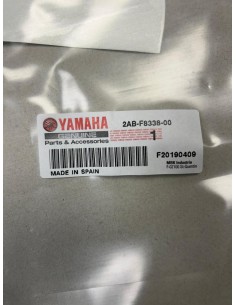 YAMAHA
GENUINE
Parts & Accessories
2AB-F8338-00
1
F20190409
MADE IN SPAIN